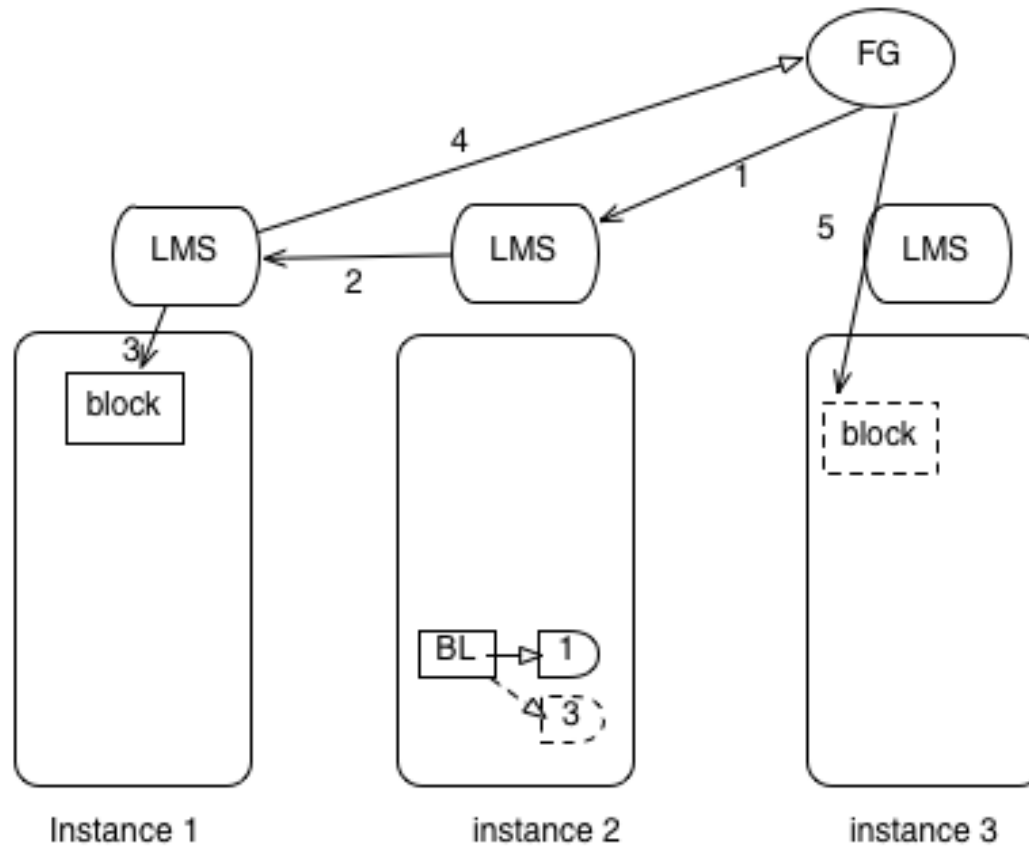 FG
4
1
5
LMS
2
LMS
LMS
3
block
block
BL
1
3
Instance 1
instance 2
instance 3